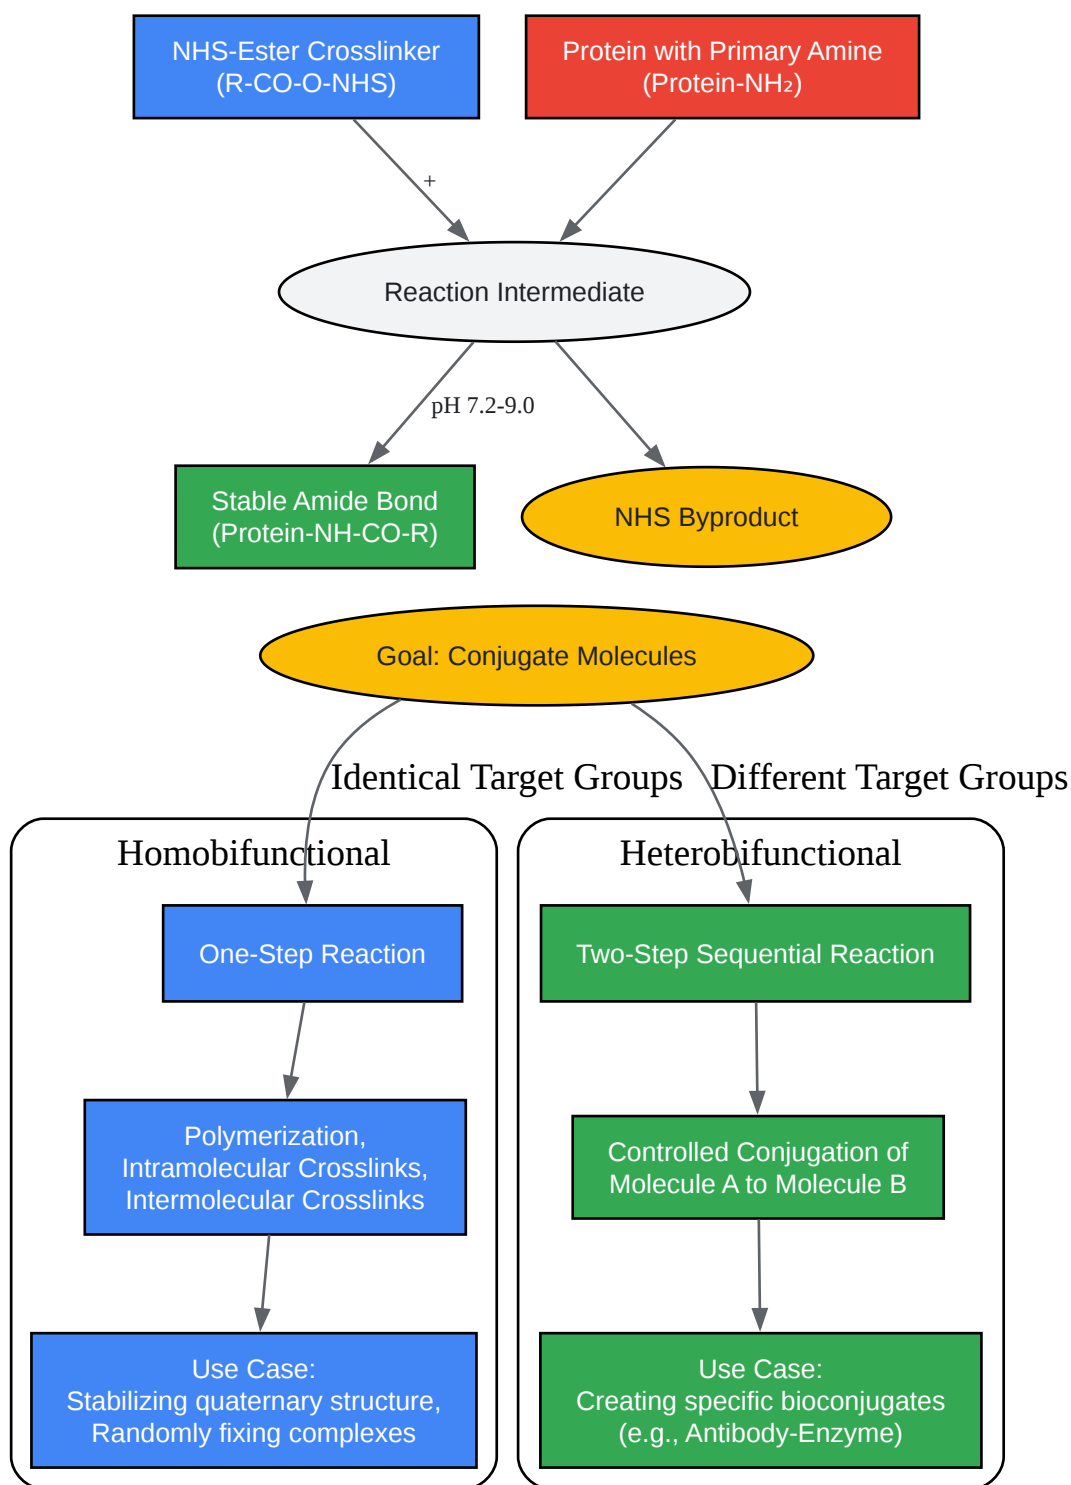 NHS-Ester Crosslinker
(R-CO-O-NHS)
Protein with Primary Amine
(Protein-NH₂)
+
Reaction Intermediate
pH 7.2-9.0
Stable Amide Bond
(Protein-NH-CO-R)
NHS Byproduct
Goal: Conjugate Molecules
Identical Target Groups
Different Target Groups
Homobifunctional
One-Step Reaction
Polymerization,
Intramolecular Crosslinks,
Intermolecular Crosslinks
Use Case:
Stabilizing quaternary structure,
Randomly fixing complexes
Heterobifunctional
Two-Step Sequential Reaction
Controlled Conjugation of
Molecule A to Molecule B
Use Case:
Creating specific bioconjugates
(e.g., Antibody-Enzyme)